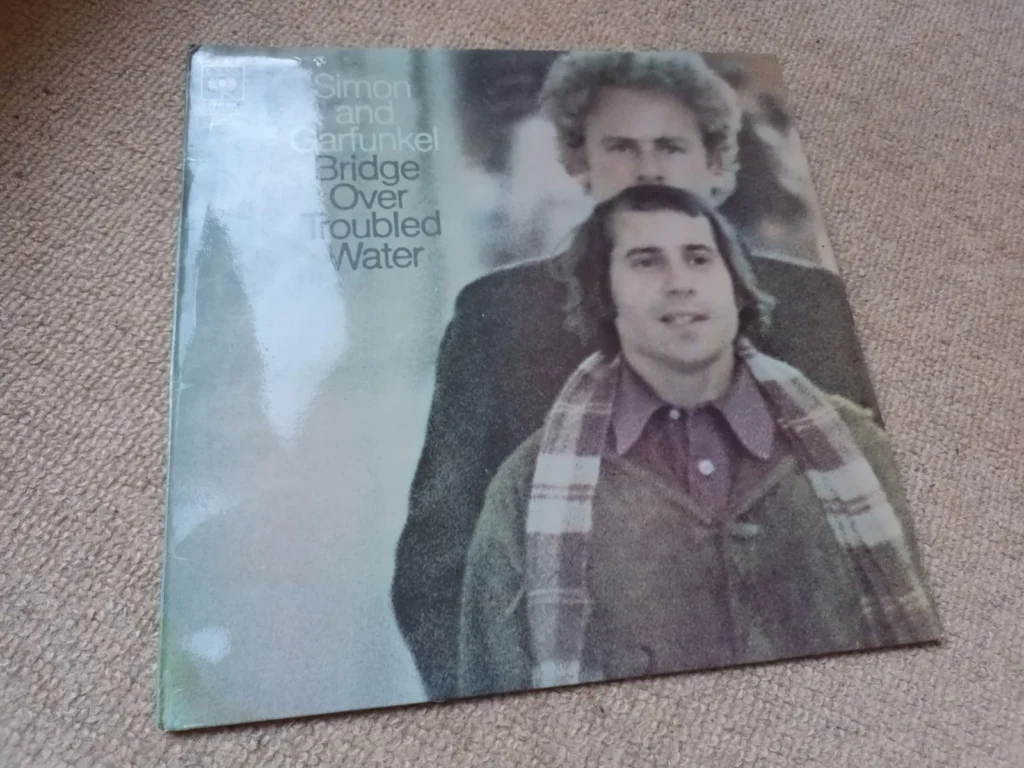 Simon
and
Garfunkel
Bridge
Over
Troubled
Water